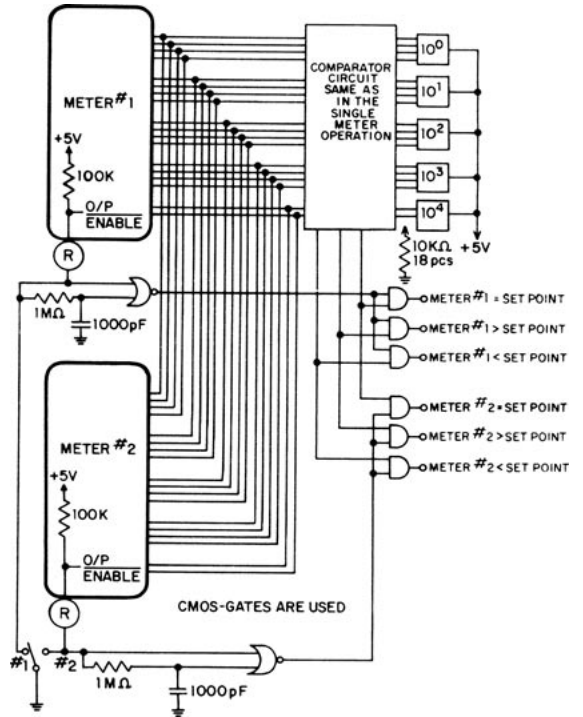 METER #1
+5V
100K
O/P
ENABLE
R
1MΩ
1000pF
COMPARATOR
CIRCUIT
SAME AS
IN THE
SINGLE
METER
OPERATION
10⁰
10¹
10²
10³
10⁴
10KΩ
18 pcs
+5V
METER #1 = SET POINT
METER #1 > SET POINT
METER #1 < SET POINT
METER #2 = SET POINT
METER #2 > SET POINT
METER #2 < SET POINT
METER #2
+5V
100K
O/P
ENABLE
R
CMOS-GATES ARE USED
#1
#2
1MΩ
1000pF